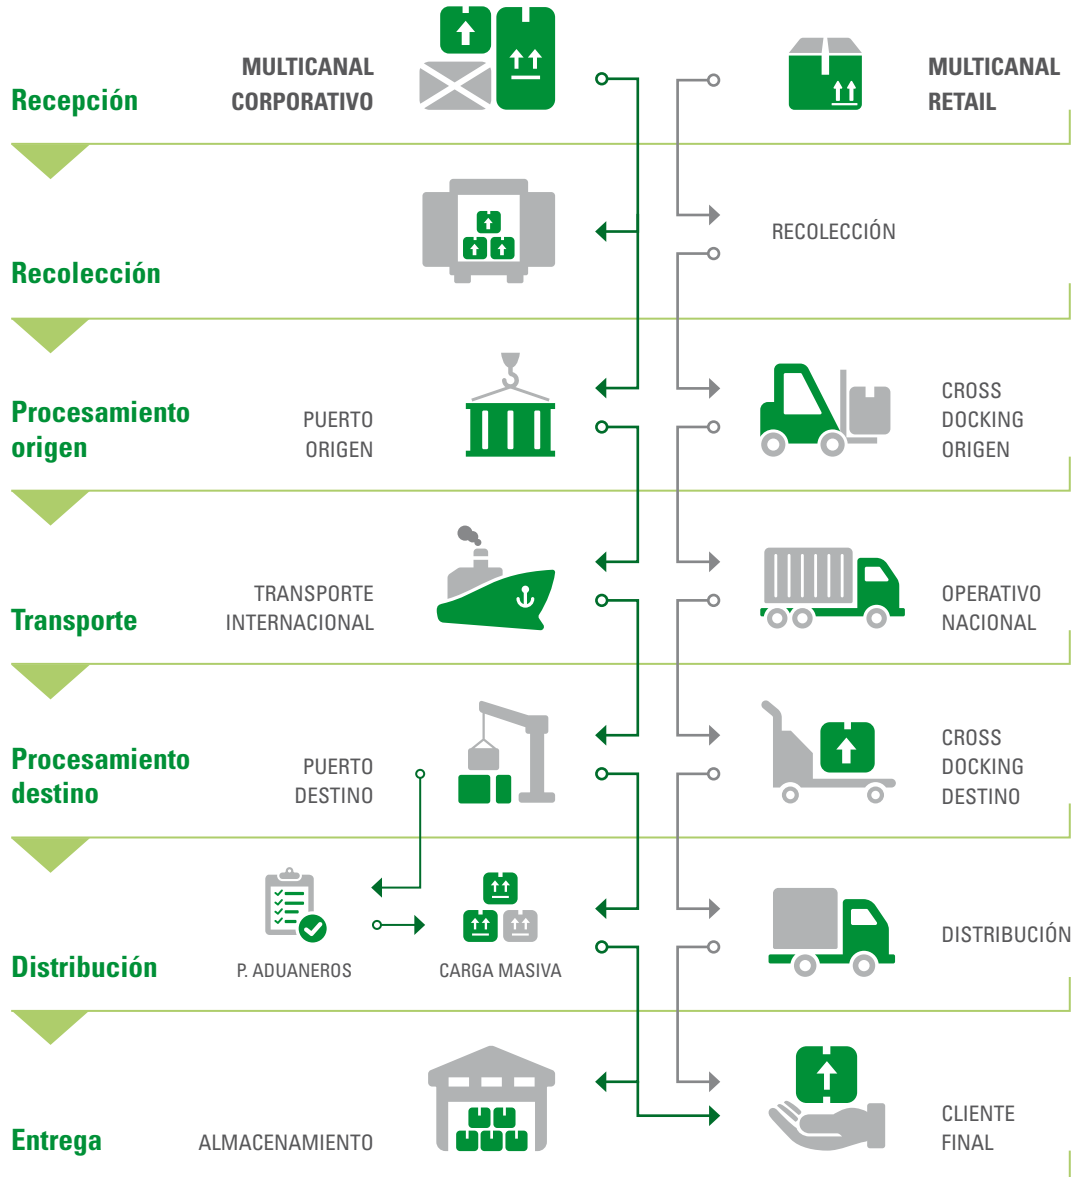 MULTICANAL
CORPORATIVO
MULTICANAL
RETAIL
Recepción
RECOLECCIÓN
Recolección
Procesamiento
origen
PUERTO
ORIGEN
CROSS
DOCKING
ORIGEN
Transporte
TRANSPORTE
INTERNACIONAL
OPERATIVO
NACIONAL
Procesamiento
destino
PUERTO
DESTINO
CROSS
DOCKING
DESTINO
Distribución
P. ADUANEROS
CARGA MASIVA
DISTRIBUCIÓN
Entrega
ALMACENAMIENTO
CLIENTE
FINAL